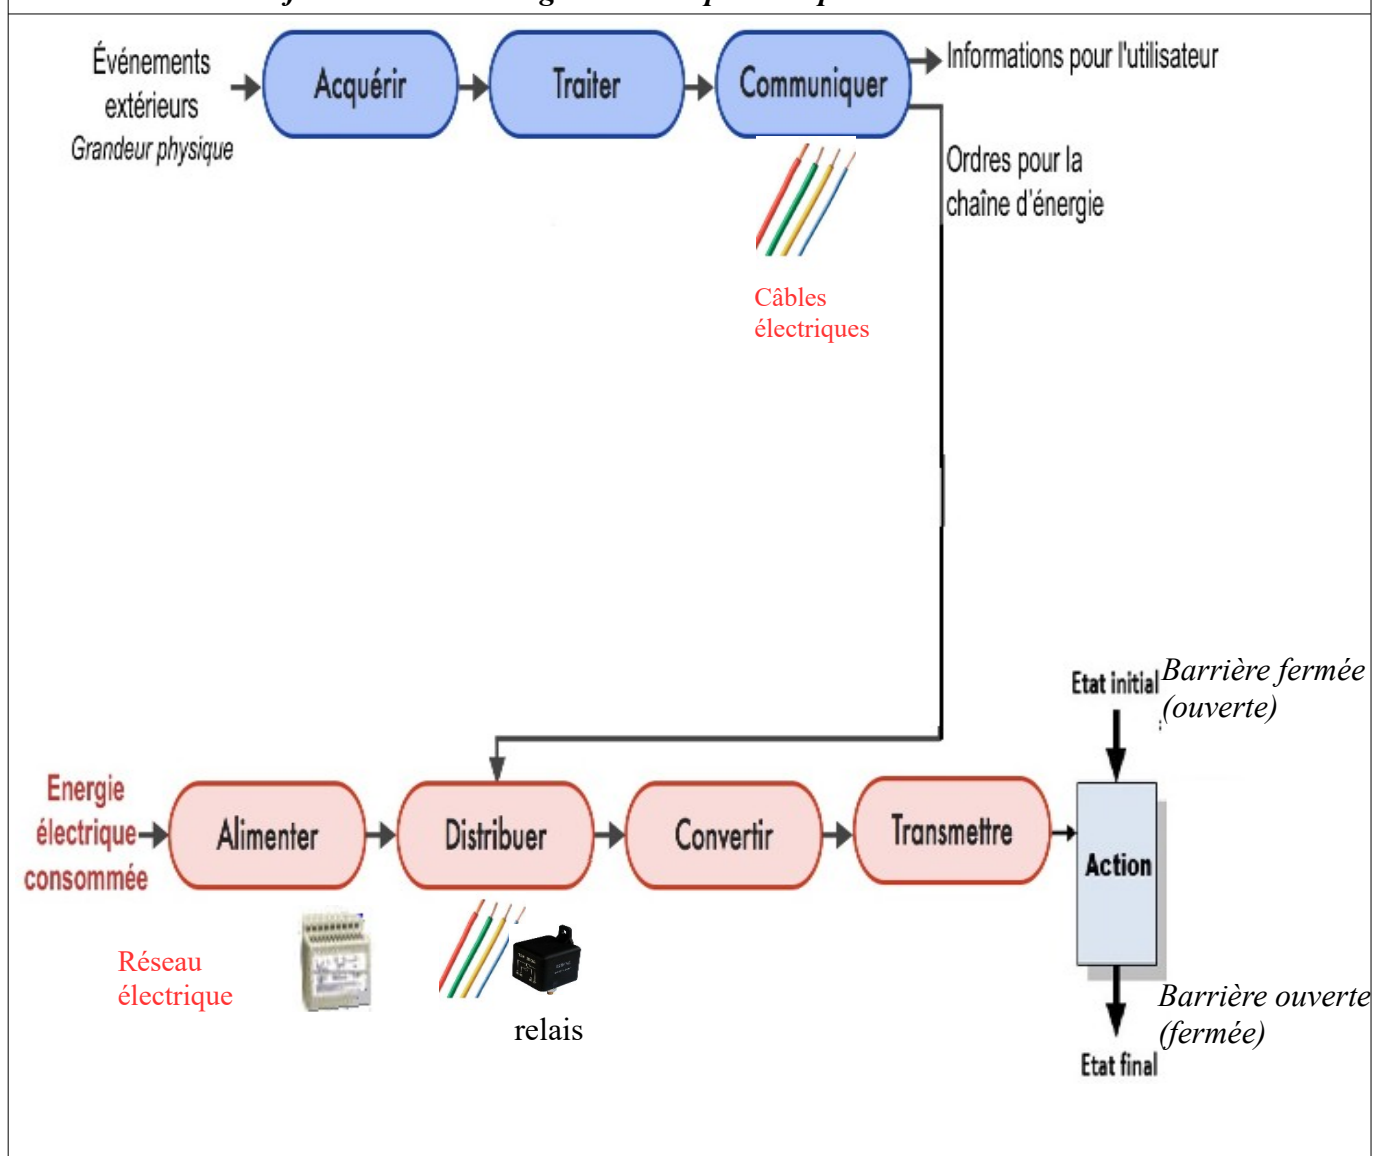 Événements
extérieurs
Grandeur physique
Acquérir
Traiter
Communiquer
Informations pour l'utilisateur
Ordres pour la
chaîne d'énergie
Câbles
électriques
Etat initial
Barrière fermée
(ouverte)
:
Energie
électrique
consommée
Alimenter
Distribuer
Convertir
Transmettre
Action
Réseau
électrique
relais
Barrière ouverte
(fermée)
Etat final